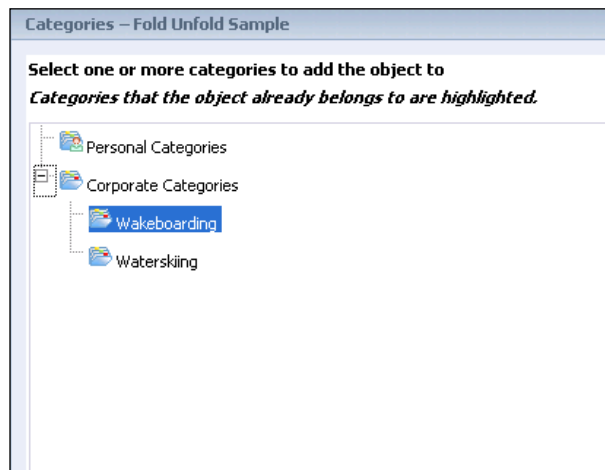 Categories – Fold Unfold Sample
Select one or more categories to add the object to
Categories that the object already belongs to are highlighted.
Personal Categories
Corporate Categories
Wakeboarding
Waterskiing